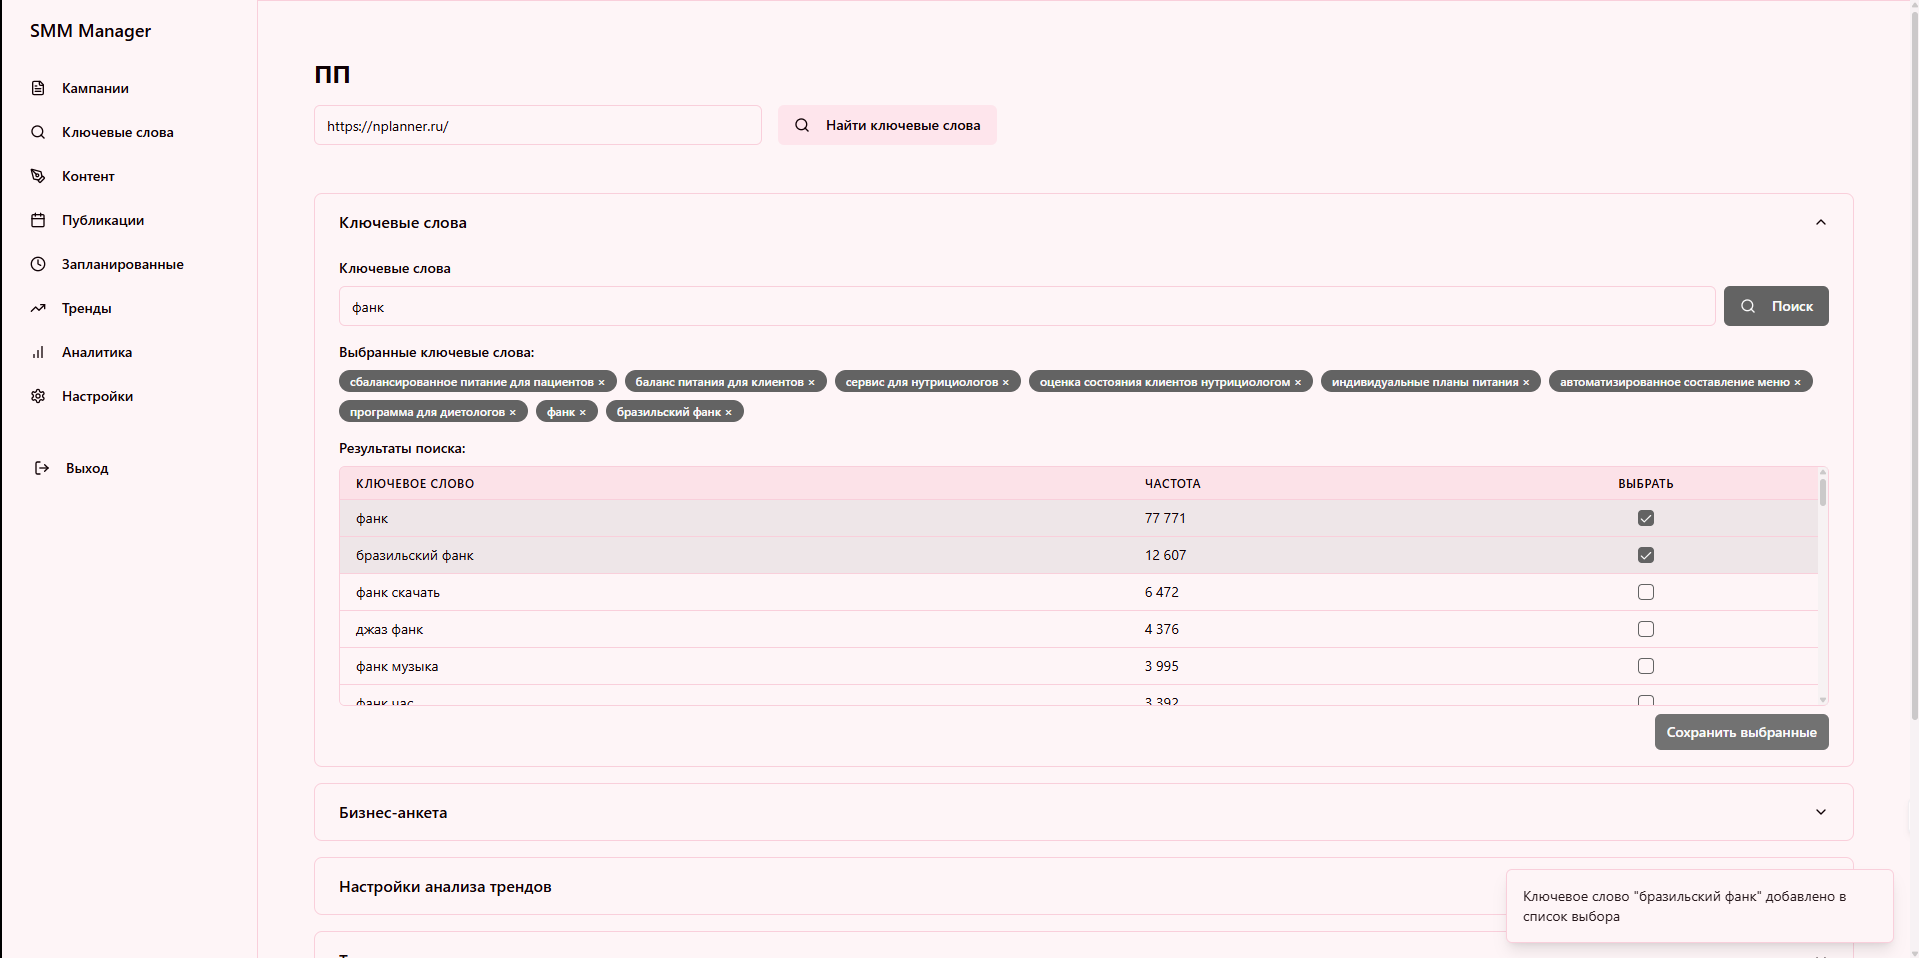 SMM Manager
Кампании
Ключевые слова
Контент
Публикации
Запланированные
Тренды
Аналитика
Настройки
Выход
ПП
https://nplanner.ru/
Найти ключевые слова
Ключевые слова
Ключевые слова
фанк
Поиск
Выбранные ключевые слова:
сбалансированное питание для пациентов × баланс питания для клиентов × сервис для нутрициологов × оценка состояния клиентов нутрициологом × индивидуальные планы питания × автоматизированное составление меню ×
программа для диетологов × фанк × бразильский фанк ×
Результаты поиска:
КЛЮЧЕВОЕ СЛОВО ЧАСТОТА ВЫБРАТЬ
фанк 77 771
бразильский фанк 12 607
фанк скачать 6 472
джаз фанк 4 376
фанк музыка 3 995
фанк час 3 392
Сохранить выбранные
Бизнес-анкета
Настройки анализа трендов
Ключевое слово "бразильский фанк" добавлено в
список выбора